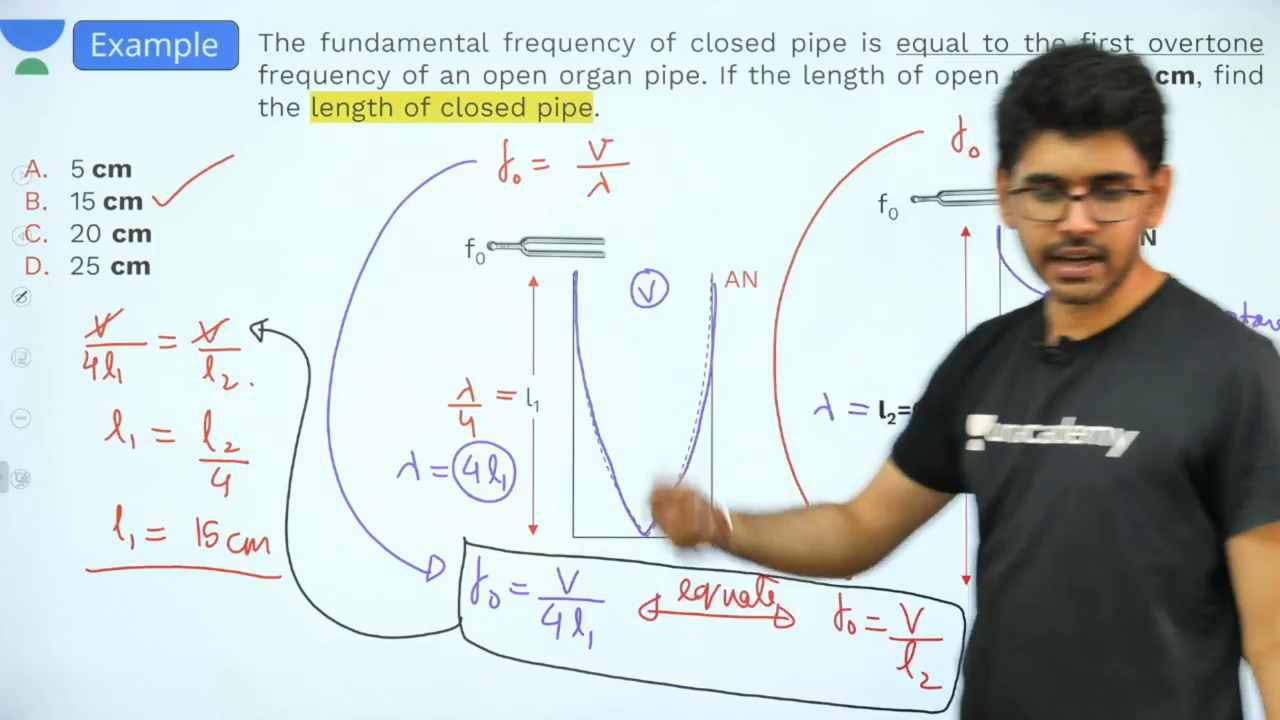 Example
The fundamental frequency of closed pipe is equal to the first overtone
frequency of an open organ pipe. If the length of open cm, find
the length of closed pipe.
A. 5 cm
B. 15 cm
C. 20 cm
D. 25 cm
f₀ = V/λ
f₀
f₀
f₀
V
AN
N
λ/4 = l₁
λ = 4l₁
λ = l₂=
V/4l₁ = V/l₂.
l₁ = l₂/4
l₁ = 15 cm
f₀ = V/4l₁ equate f₀ = V/l₂
unacademy